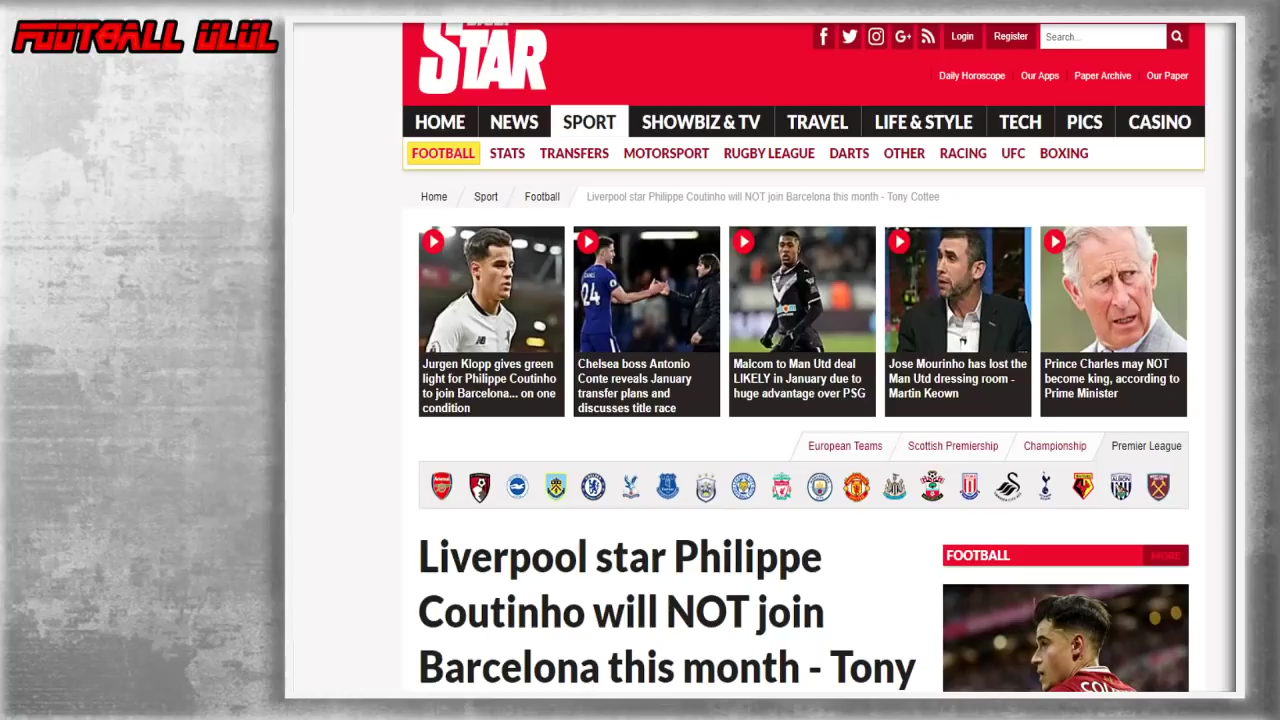 FOOTBALL ULUL
STAR
Login
Register
Search...
Daily Horoscope
Our Apps
Paper Archive
Our Paper
HOME
NEWS
SPORT
SHOWBIZ & TV
TRAVEL
LIFE & STYLE
TECH
PICS
CASINO
FOOTBALL
STATS
TRANSFERS
MOTORSPORT
RUGBY LEAGUE
DARTS
OTHER
RACING
UFC
BOXING
Home
Sport
Football
Liverpool star Philippe Coutinho will NOT join Barcelona this month - Tony Cottee
24
Jurgen Klopp gives green
light for Philippe Coutinho
to join Barcelona... on one
condition
Chelsea boss Antonio
Conte reveals January
transfer plans and
discusses title race
Malcom to Man Utd deal
LIKELY in January due to
huge advantage over PSG
Jose Mourinho has lost the
Man Utd dressing room -
Martin Keown
Prince Charles may NOT
become king, according to
Prime Minister
European Teams
Scottish Premiership
Championship
Premier League
Liverpool star Philippe
Coutinho will NOT join
Barcelona this month - Tony
FOOTBALL
MORE